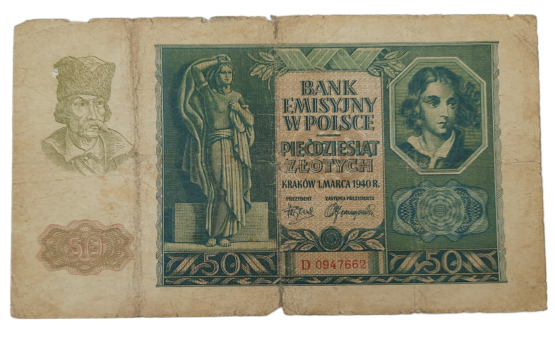 BANK
EMISYJNY
W POLSCE
PIĘĆDZIESIĄT
ZŁOTYCH
KRAKÓW 1. MARCA 1940 R.
PREZYDENT ZASTĘPCA PREZYDENTA
50
50
D 0947662
50